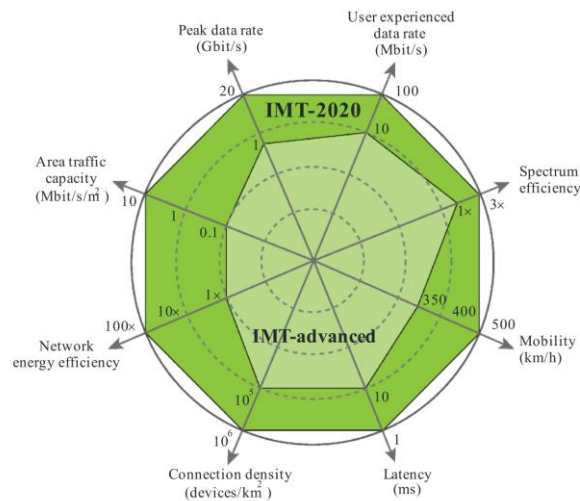 Peak data rate
(Gbit/s)
User experienced
data rate
(Mbit/s)
20
100
IMT-2020
1
10
Area traffic
capacity
(Mbit/s/m²)
Spectrum
efficiency
10
1
0.1
1×
3×
1×
10×
100×
350
400
500
Network
energy efficiency
Mobility
(km/h)
IMT-advanced
10⁵
10
10⁶
1
Connection density
(devices/km²)
Latency
(ms)